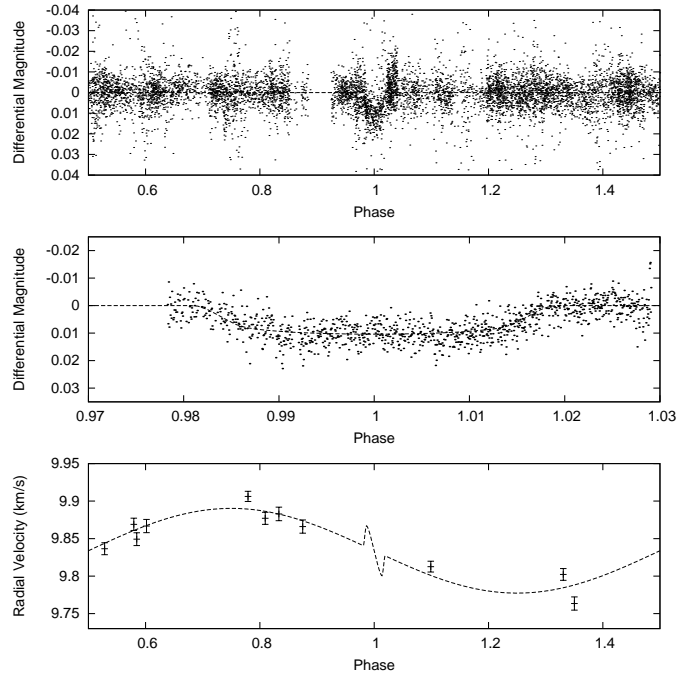 -0.04
-0.03
-0.02
-0.01
0
0.01
0.02
0.03
0.04
Differential Magnitude
0.6 0.8 1 1.2 1.4
Phase
-0.02
-0.01
0
0.01
0.02
0.03
Differential Magnitude
0.97 0.98 0.99 1 1.01 1.02 1.03
Phase
9.95
9.9
9.85
9.8
9.75
Radial Velocity (km/s)
0.6 0.8 1 1.2 1.4
Phase